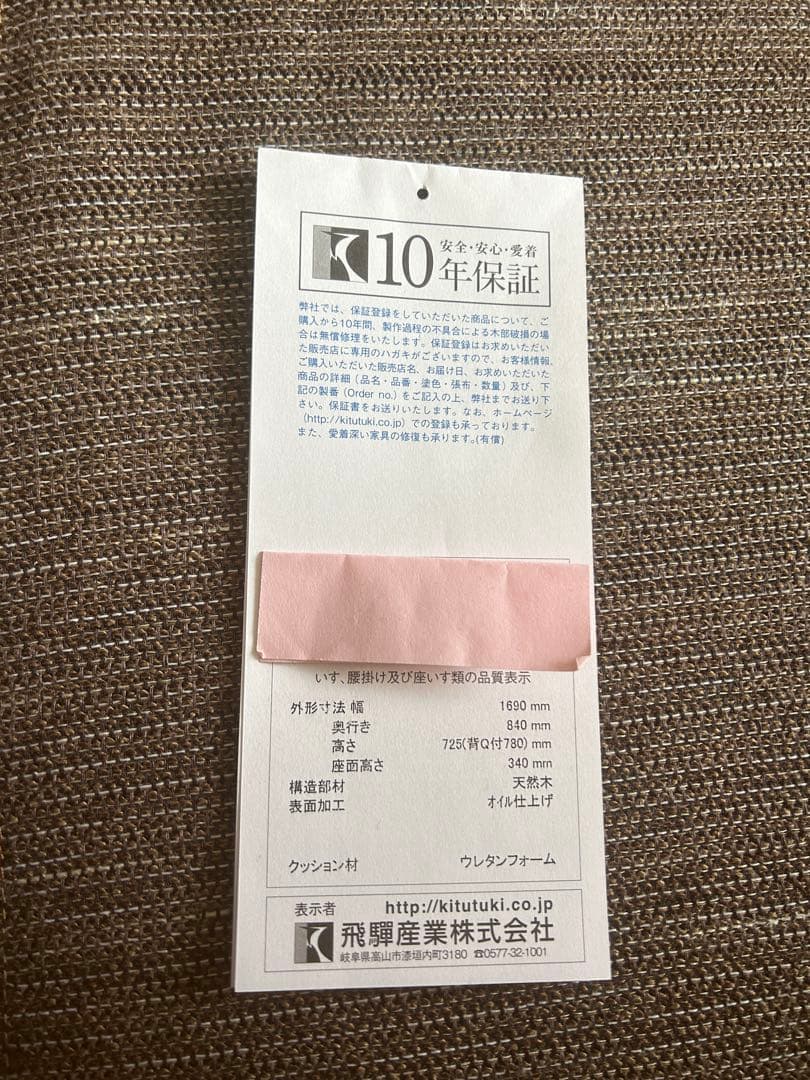 安全・安心・愛着
10年保証
弊社では、保証登録をしていただいた商品について、ご
購入から10年間、製作過程の不具合による木部破損の場
合は無償修理をいたします。保証登録はお求めいただい
た販売店に専用のハガキがございますので、お客様情報、
ご購入いただいた販売店名、お届け日、お求めいただいた
商品の詳細（品名・品番・塗色・張布・数量）及び、下
記の製番（Order no.）をご記入の上、弊社までお送り下
さい。保証書をお送りいたします。なお、ホームページ
（http://kitutuki.co.jp）での登録も承っております。
また、愛着深い家具の修復も承ります。(有償)
いす、腰掛け及び座いす類の品質表示
外形寸法 幅 1690 mm
奥行き 840 mm
高さ 725(背Q付780) mm
座面高さ 340 mm
構造部材 天然木
表面加工 オイル仕上げ
クッション材 ウレタンフォーム
表示者 http://kitutuki.co.jp
飛驒産業株式会社
岐阜県高山市漆垣内町3180 ☎0577-32-1001